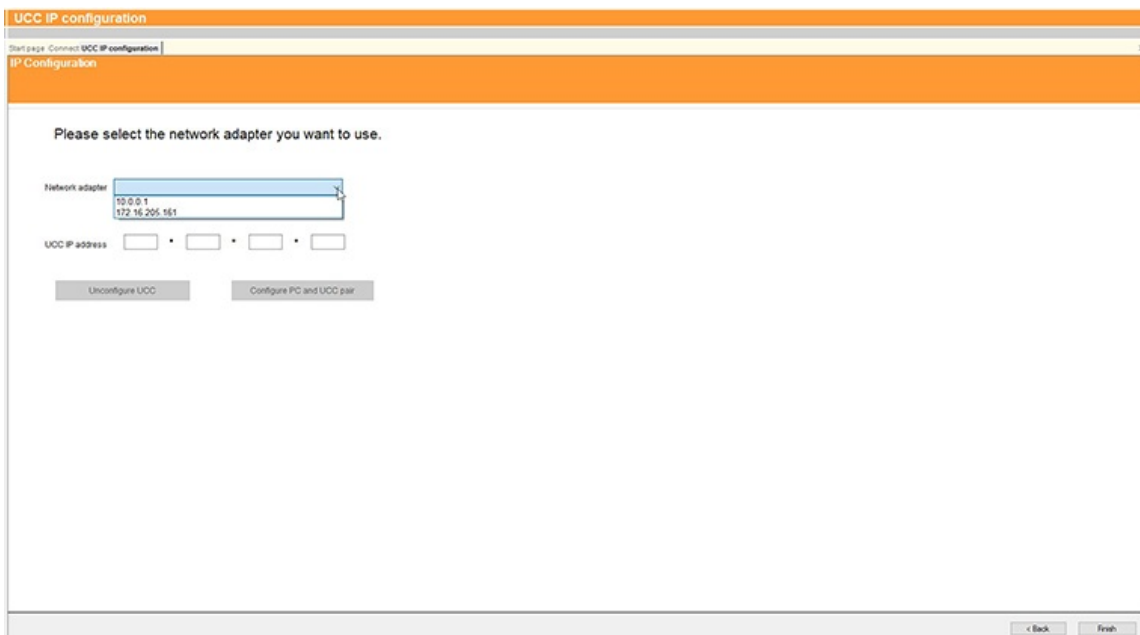 UCC IP configuration
Start page Connect UCC IP configuration
IP Configuration
Please select the network adapter you want to use.
Network adapter
10.0.0.1
172.16.205.161
UCC IP address
Unconfigure UCC Configure PC and UCC pair
< Back Finish